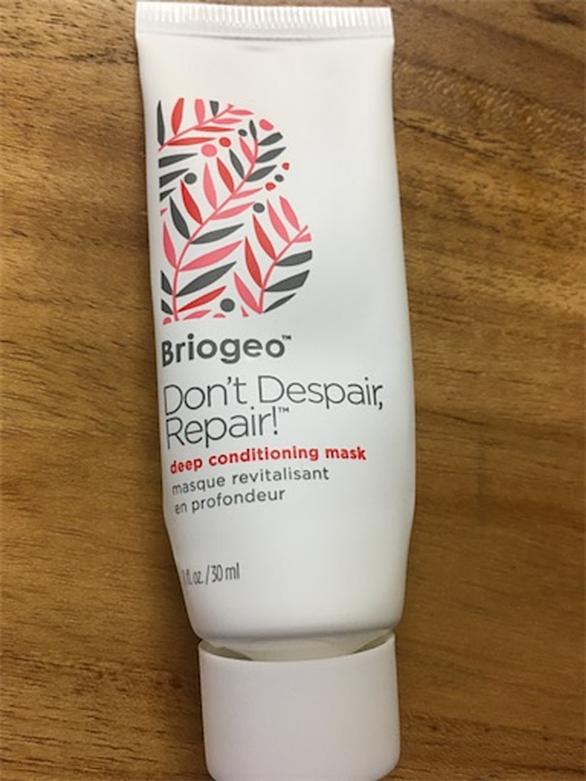 Briogeo™
Don't Despair,
Repair!™
deep conditioning mask
masque revitalisant
en profondeur
fl. oz. / 30 ml